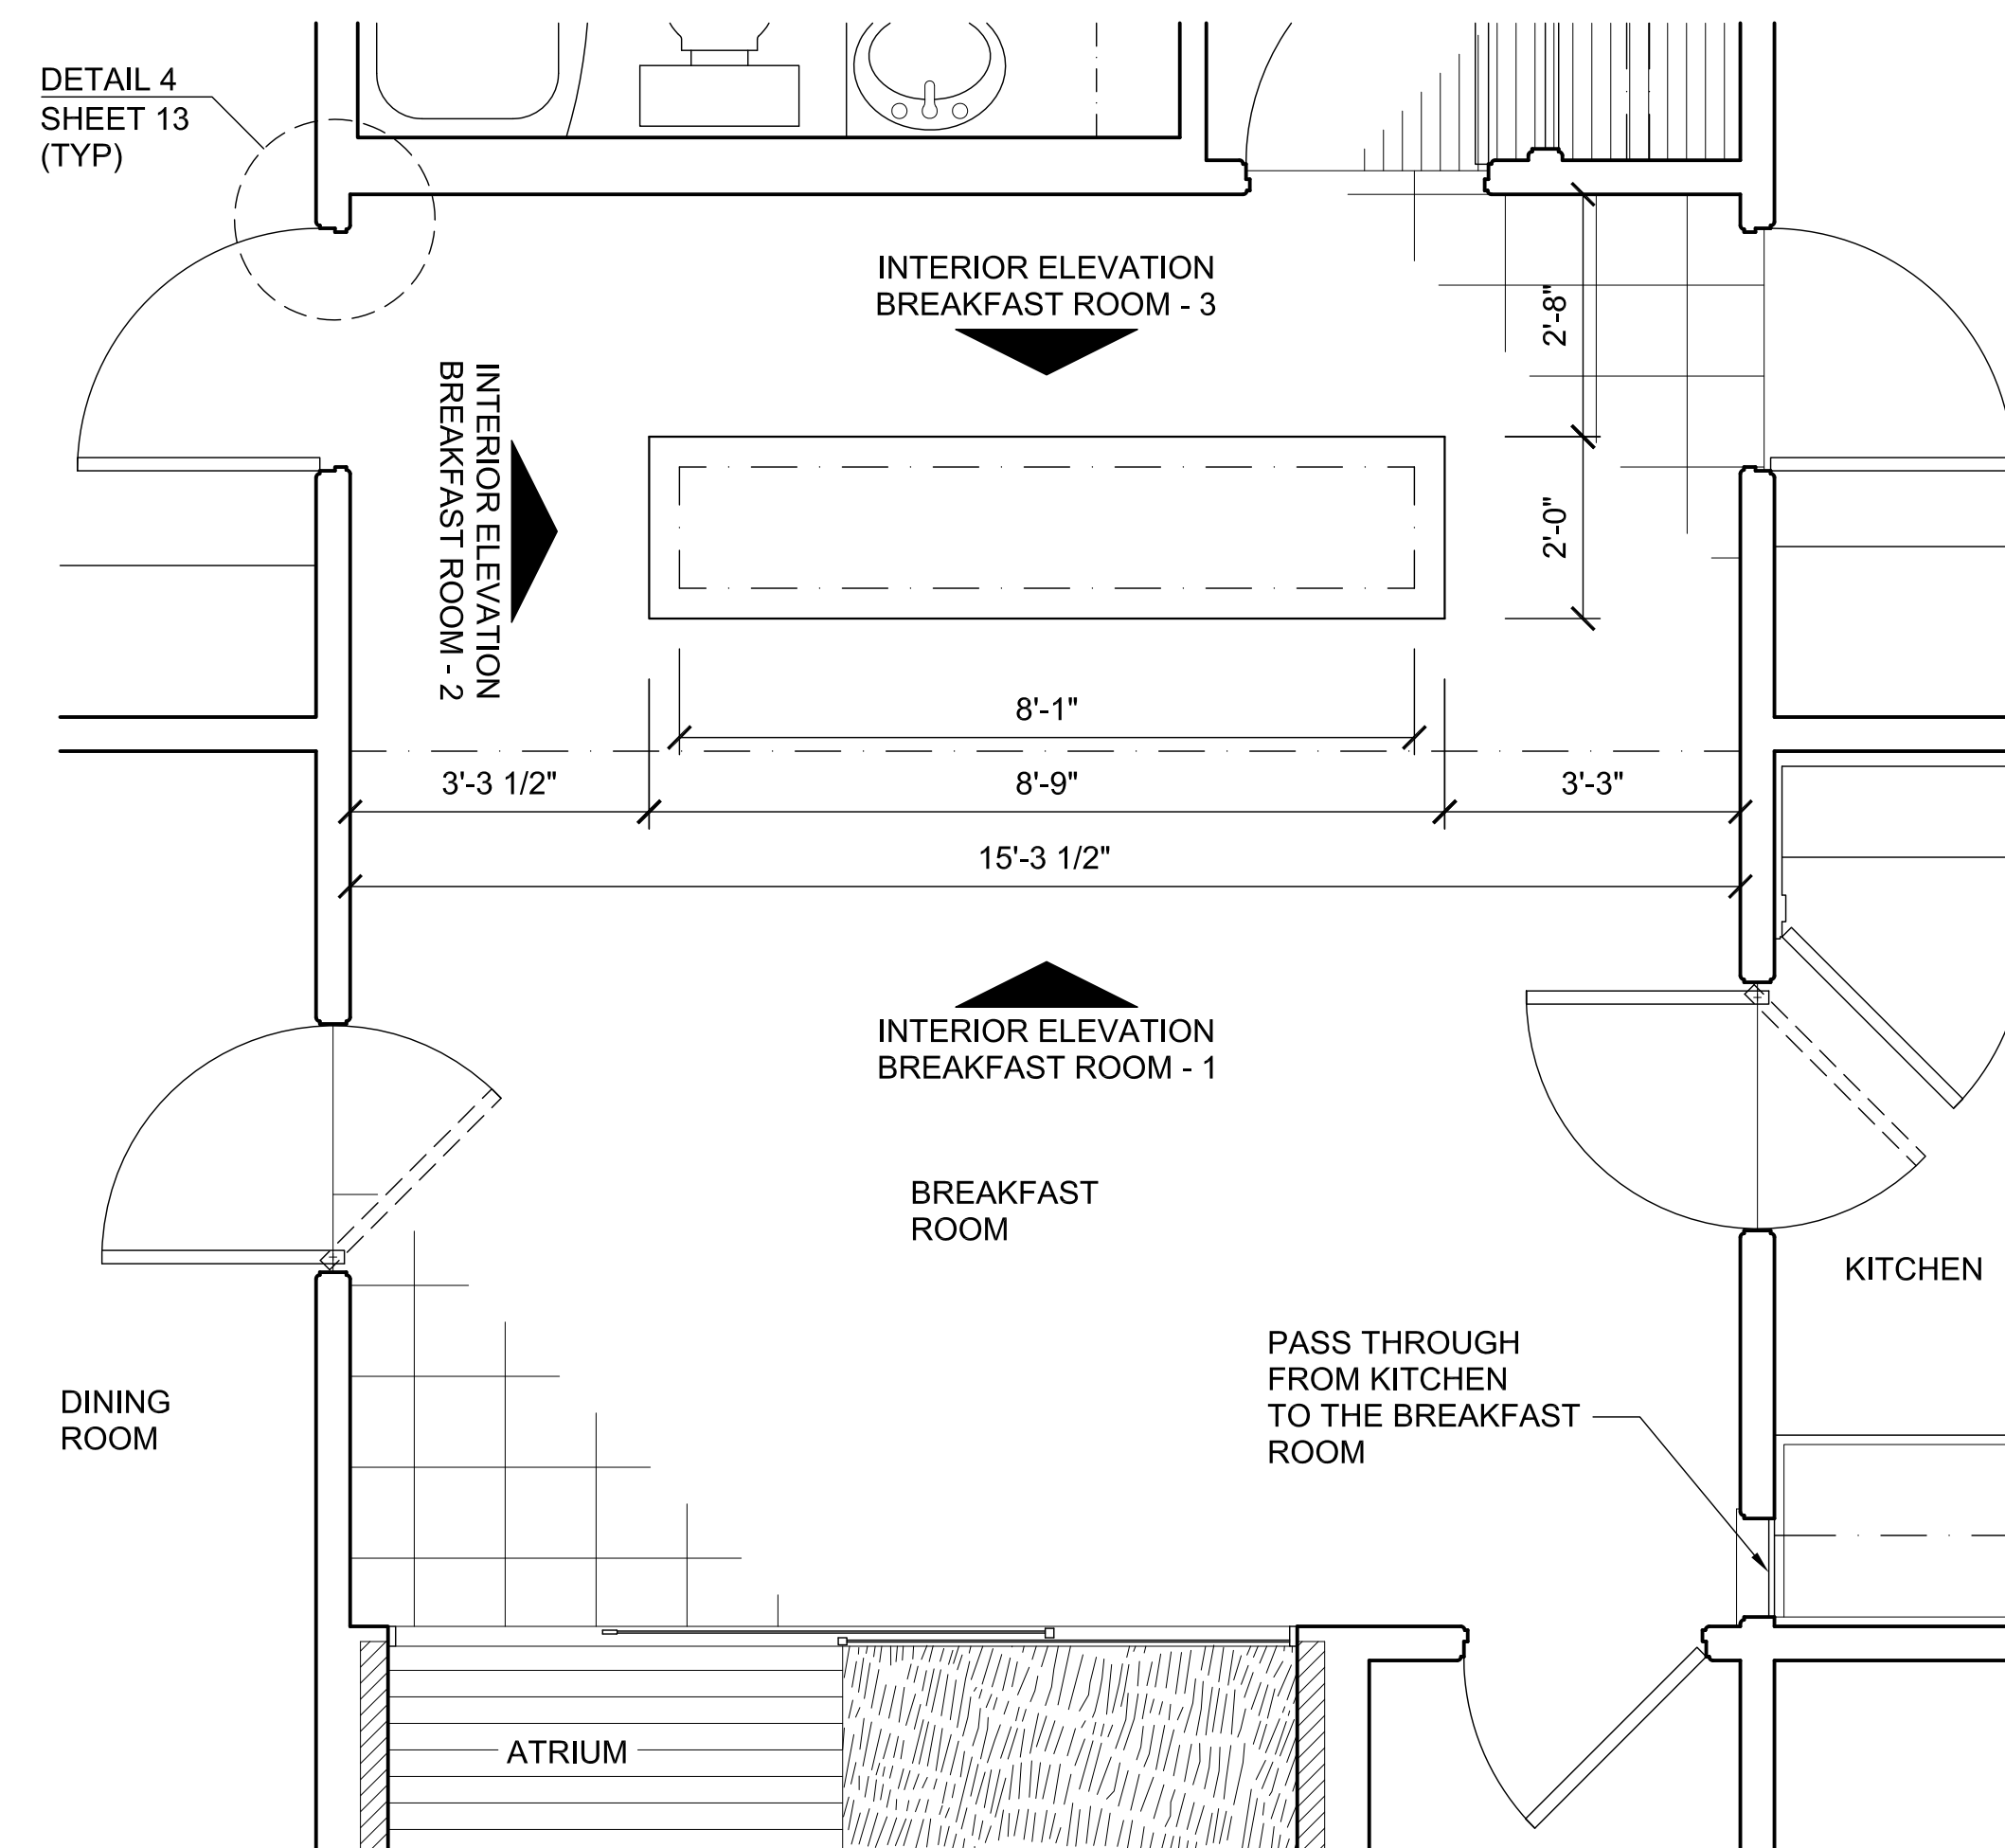 DETAIL 4
SHEET 13
(TYP)
INTERIOR ELEVATION
BREAKFAST ROOM - 3
2'-8"
INTERIOR ELEVATION
BREAKFAST ROOM - 2
2'-0"
8'-1"
3'-3 1/2"
8'-9"
3'-3"
15'-3 1/2"
INTERIOR ELEVATION
BREAKFAST ROOM - 1
BREAKFAST
ROOM
KITCHEN
PASS THROUGH
FROM KITCHEN
TO THE BREAKFAST
ROOM
DINING
ROOM
ATRIUM